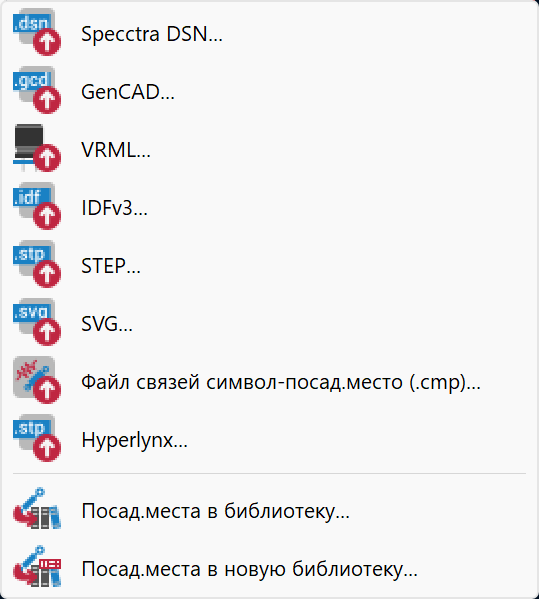 .dsn
Specctra DSN...
.gcd
GenCAD...
VRML...
.idf
IDFv3...
.stp
STEP...
.svg
SVG...
Файл связей символ-посад.место (.cmp)...
.stp
Hyperlynx...
Посад.места в библиотеку...
Посад.места в новую библиотеку...